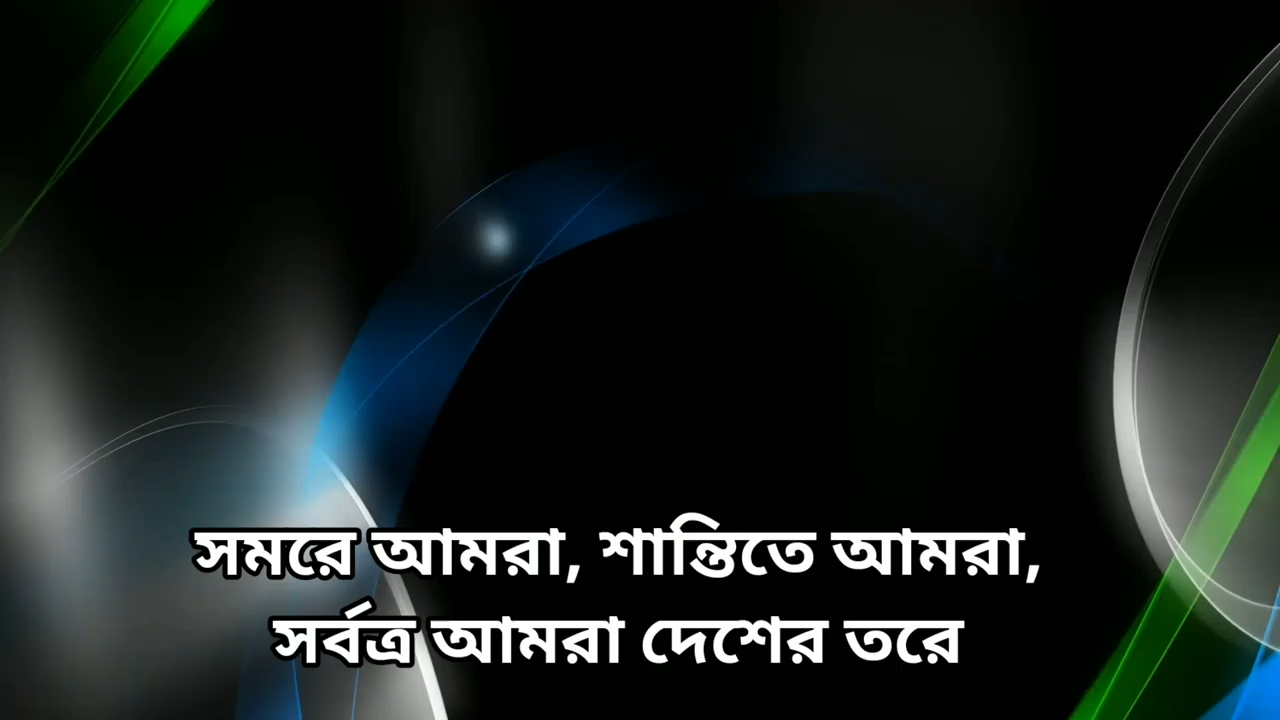 সমরে আমরা, শান্তিতে আমরা,
সর্বত্র আমরা দেশের তরে